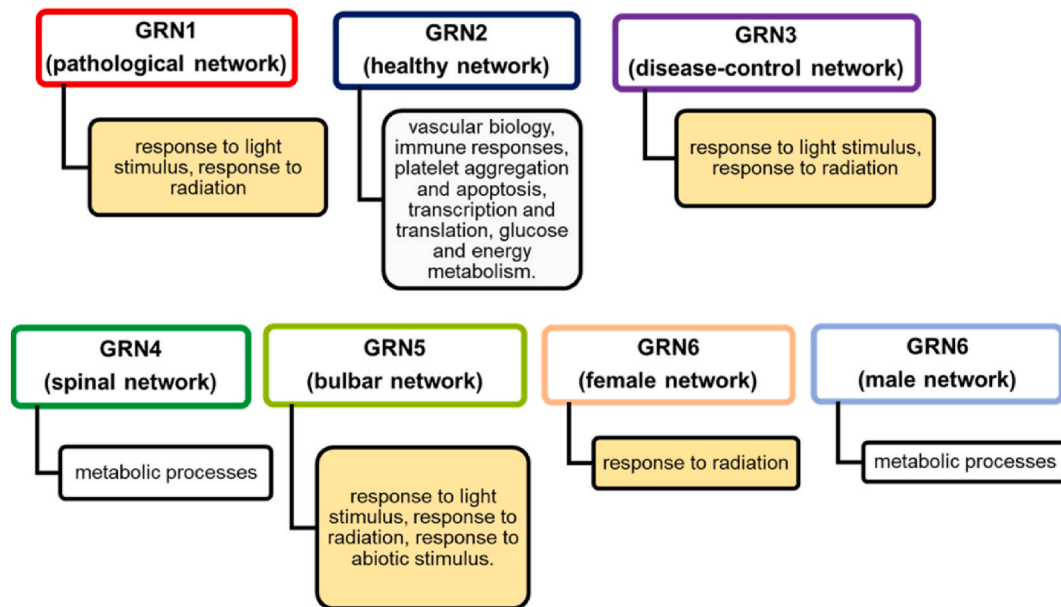 GRN1
(pathological network)
response to light
stimulus, response to
radiation
GRN2
(healthy network)
vascular biology,
immune responses,
platelet aggregation
and apoptosis,
transcription and
translation, glucose
and energy
metabolism.
GRN3
(disease-control network)
response to light stimulus,
response to radiation
GRN4
(spinal network)
metabolic processes
GRN5
(bulbar network)
response to light
stimulus, response to
radiation, response to
abiotic stimulus.
GRN6
(female network)
response to radiation
GRN6
(male network)
metabolic processes